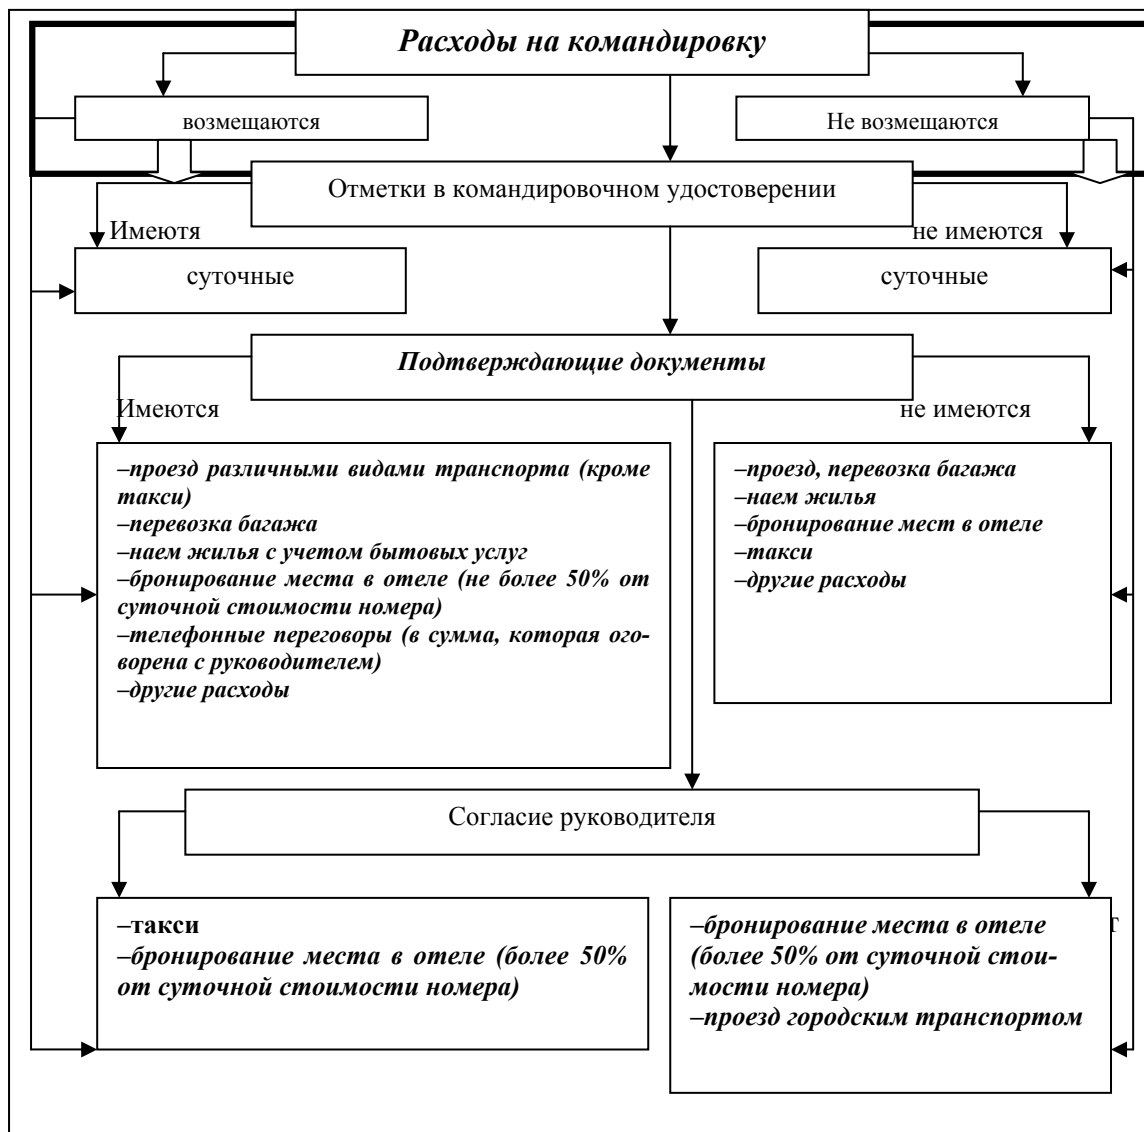 Расходы на командировку
возмещаются
Не возмещаются
Отметки в командировочном удостоверении
Имеютя
не имеются
суточные
суточные
Подтверждающие документы
Имеются
не имеются
–проезд различными видами транспорта (кроме
такси)
–перевозка багажа
–наем жилья с учетом бытовых услуг
–бронирование места в отеле (не более 50% от
суточной стоимости номера)
–телефонные переговоры (в сумма, которая ого-
ворена с руководителем)
–другие расходы
–проезд, перевозка багажа
–наем жилья
–бронирование мест в отеле
–такси
–другие расходы
Согласие руководителя
–такси
–бронирование места в отеле (более 50%
от суточной стоимости номера)
–бронирование места в отеле
(более 50% от суточной стои-
мости номера)
–проезд городским транспортом